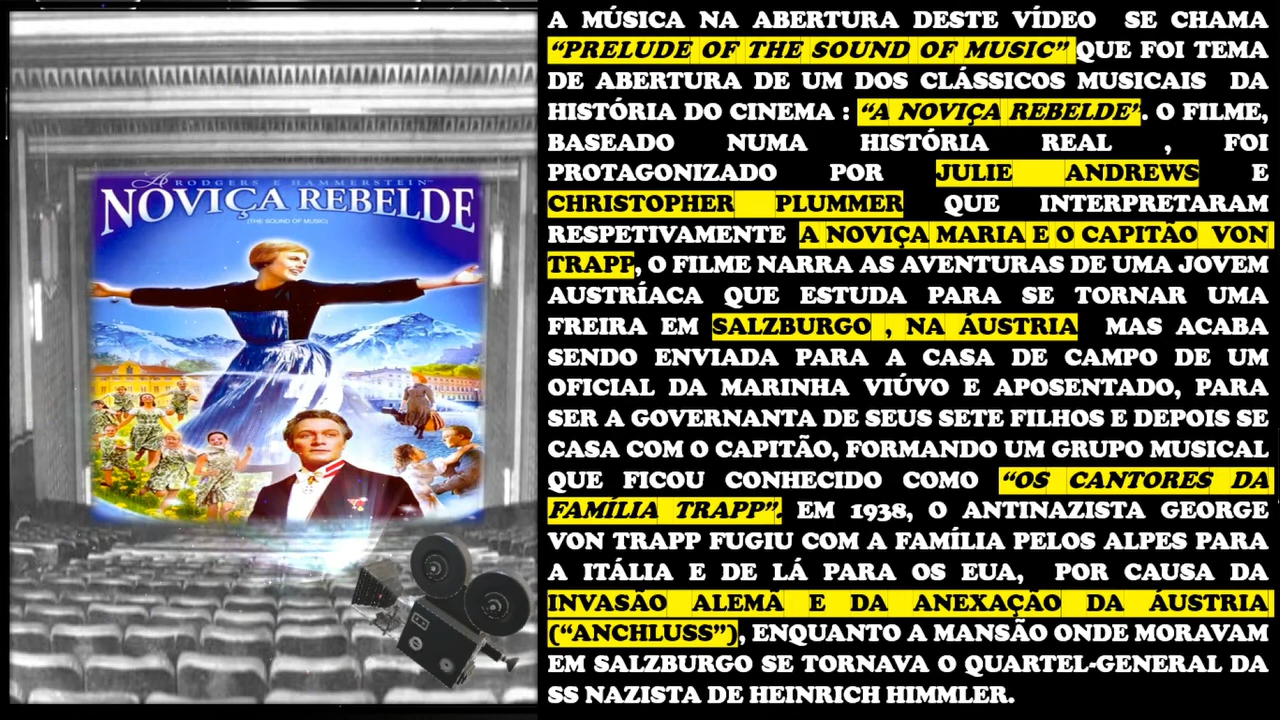 A RODGERS E HAMMERSTEIN™
NOVIÇA REBELDE
(THE SOUND OF MUSIC)
A MÚSICA NA ABERTURA DESTE VÍDEO SE CHAMA
“PRELUDE OF THE SOUND OF MUSIC” QUE FOI TEMA
DE ABERTURA DE UM DOS CLÁSSICOS MUSICAIS DA
HISTÓRIA DO CINEMA : “A NOVIÇA REBELDE”. O FILME,
BASEADO NUMA HISTÓRIA REAL , FOI
PROTAGONIZADO POR JULIE ANDREWS E
CHRISTOPHER PLUMMER QUE INTERPRETARAM
RESPETIVAMENTE A NOVIÇA MARIA E O CAPITÃO VON
TRAPP, O FILME NARRA AS AVENTURAS DE UMA JOVEM
AUSTRÍACA QUE ESTUDA PARA SE TORNAR UMA
FREIRA EM SALZBURGO , NA ÁUSTRIA MAS ACABA
SENDO ENVIADA PARA A CASA DE CAMPO DE UM
OFICIAL DA MARINHA VIÚVO E APOSENTADO, PARA
SER A GOVERNANTA DE SEUS SETE FILHOS E DEPOIS SE
CASA COM O CAPITÃO, FORMANDO UM GRUPO MUSICAL
QUE FICOU CONHECIDO COMO “OS CANTORES DA
FAMÍLIA TRAPP”. EM 1938, O ANTINAZISTA GEORGE
VON TRAPP FUGIU COM A FAMÍLIA PELOS ALPES PARA
A ITÁLIA E DE LÁ PARA OS EUA, POR CAUSA DA
INVASÃO ALEMÃ E DA ANEXAÇÃO DA ÁUSTRIA
(“ANCHLUSS”), ENQUANTO A MANSÃO ONDE MORAVAM
EM SALZBURGO SE TORNAVA O QUARTEL-GENERAL DA
SS NAZISTA DE HEINRICH HIMMLER.